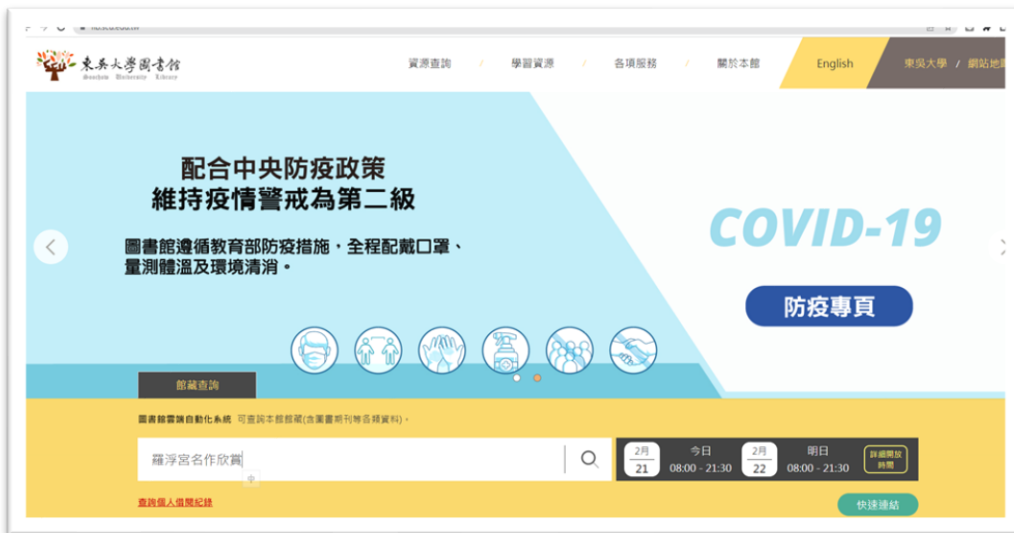 東吳大學圖書館
Soochow University Library
資源查詢 / 學習資源 / 各項服務 / 關於本館
English
東吳大學 / 網站地
配合中央防疫政策
維持疫情警戒為第二級
圖書館遵循教育部防疫措施，全程配戴口罩、
量測體溫及環境清消。
COVID-19
防疫專頁
館藏查詢
圖書館雲端自動化系統 可查詢本館館藏(含圖書期刊等各類資料)。
羅浮宮名作欣賞
中
2月
21
今日
08:00 - 21:30
2月
22
明日
08:00 - 21:30
詳細開放
時間
查詢個人借閱紀錄
快速連結